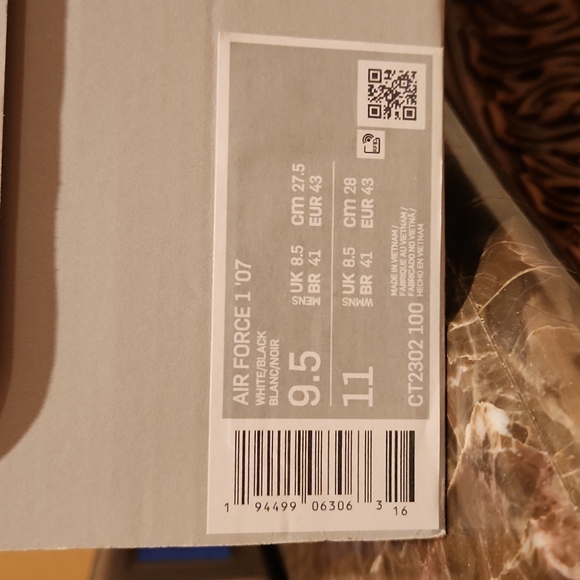 AIR FORCE 1 '07
WHITE/BLACK
BLANC/NOIR
9.5
MENS UK 8.5 cm 27.5
BR 41 EUR 43
11
WMNS UK 8.5 cm 28
BR 41 EUR 43
CT2302 100
MADE IN VIETNAM /
FABRIQUE AU VIETNAM /
FABRICADO NO VIETNÃ /
HECHO EN VIETNAM
1 94499 06306 3 16